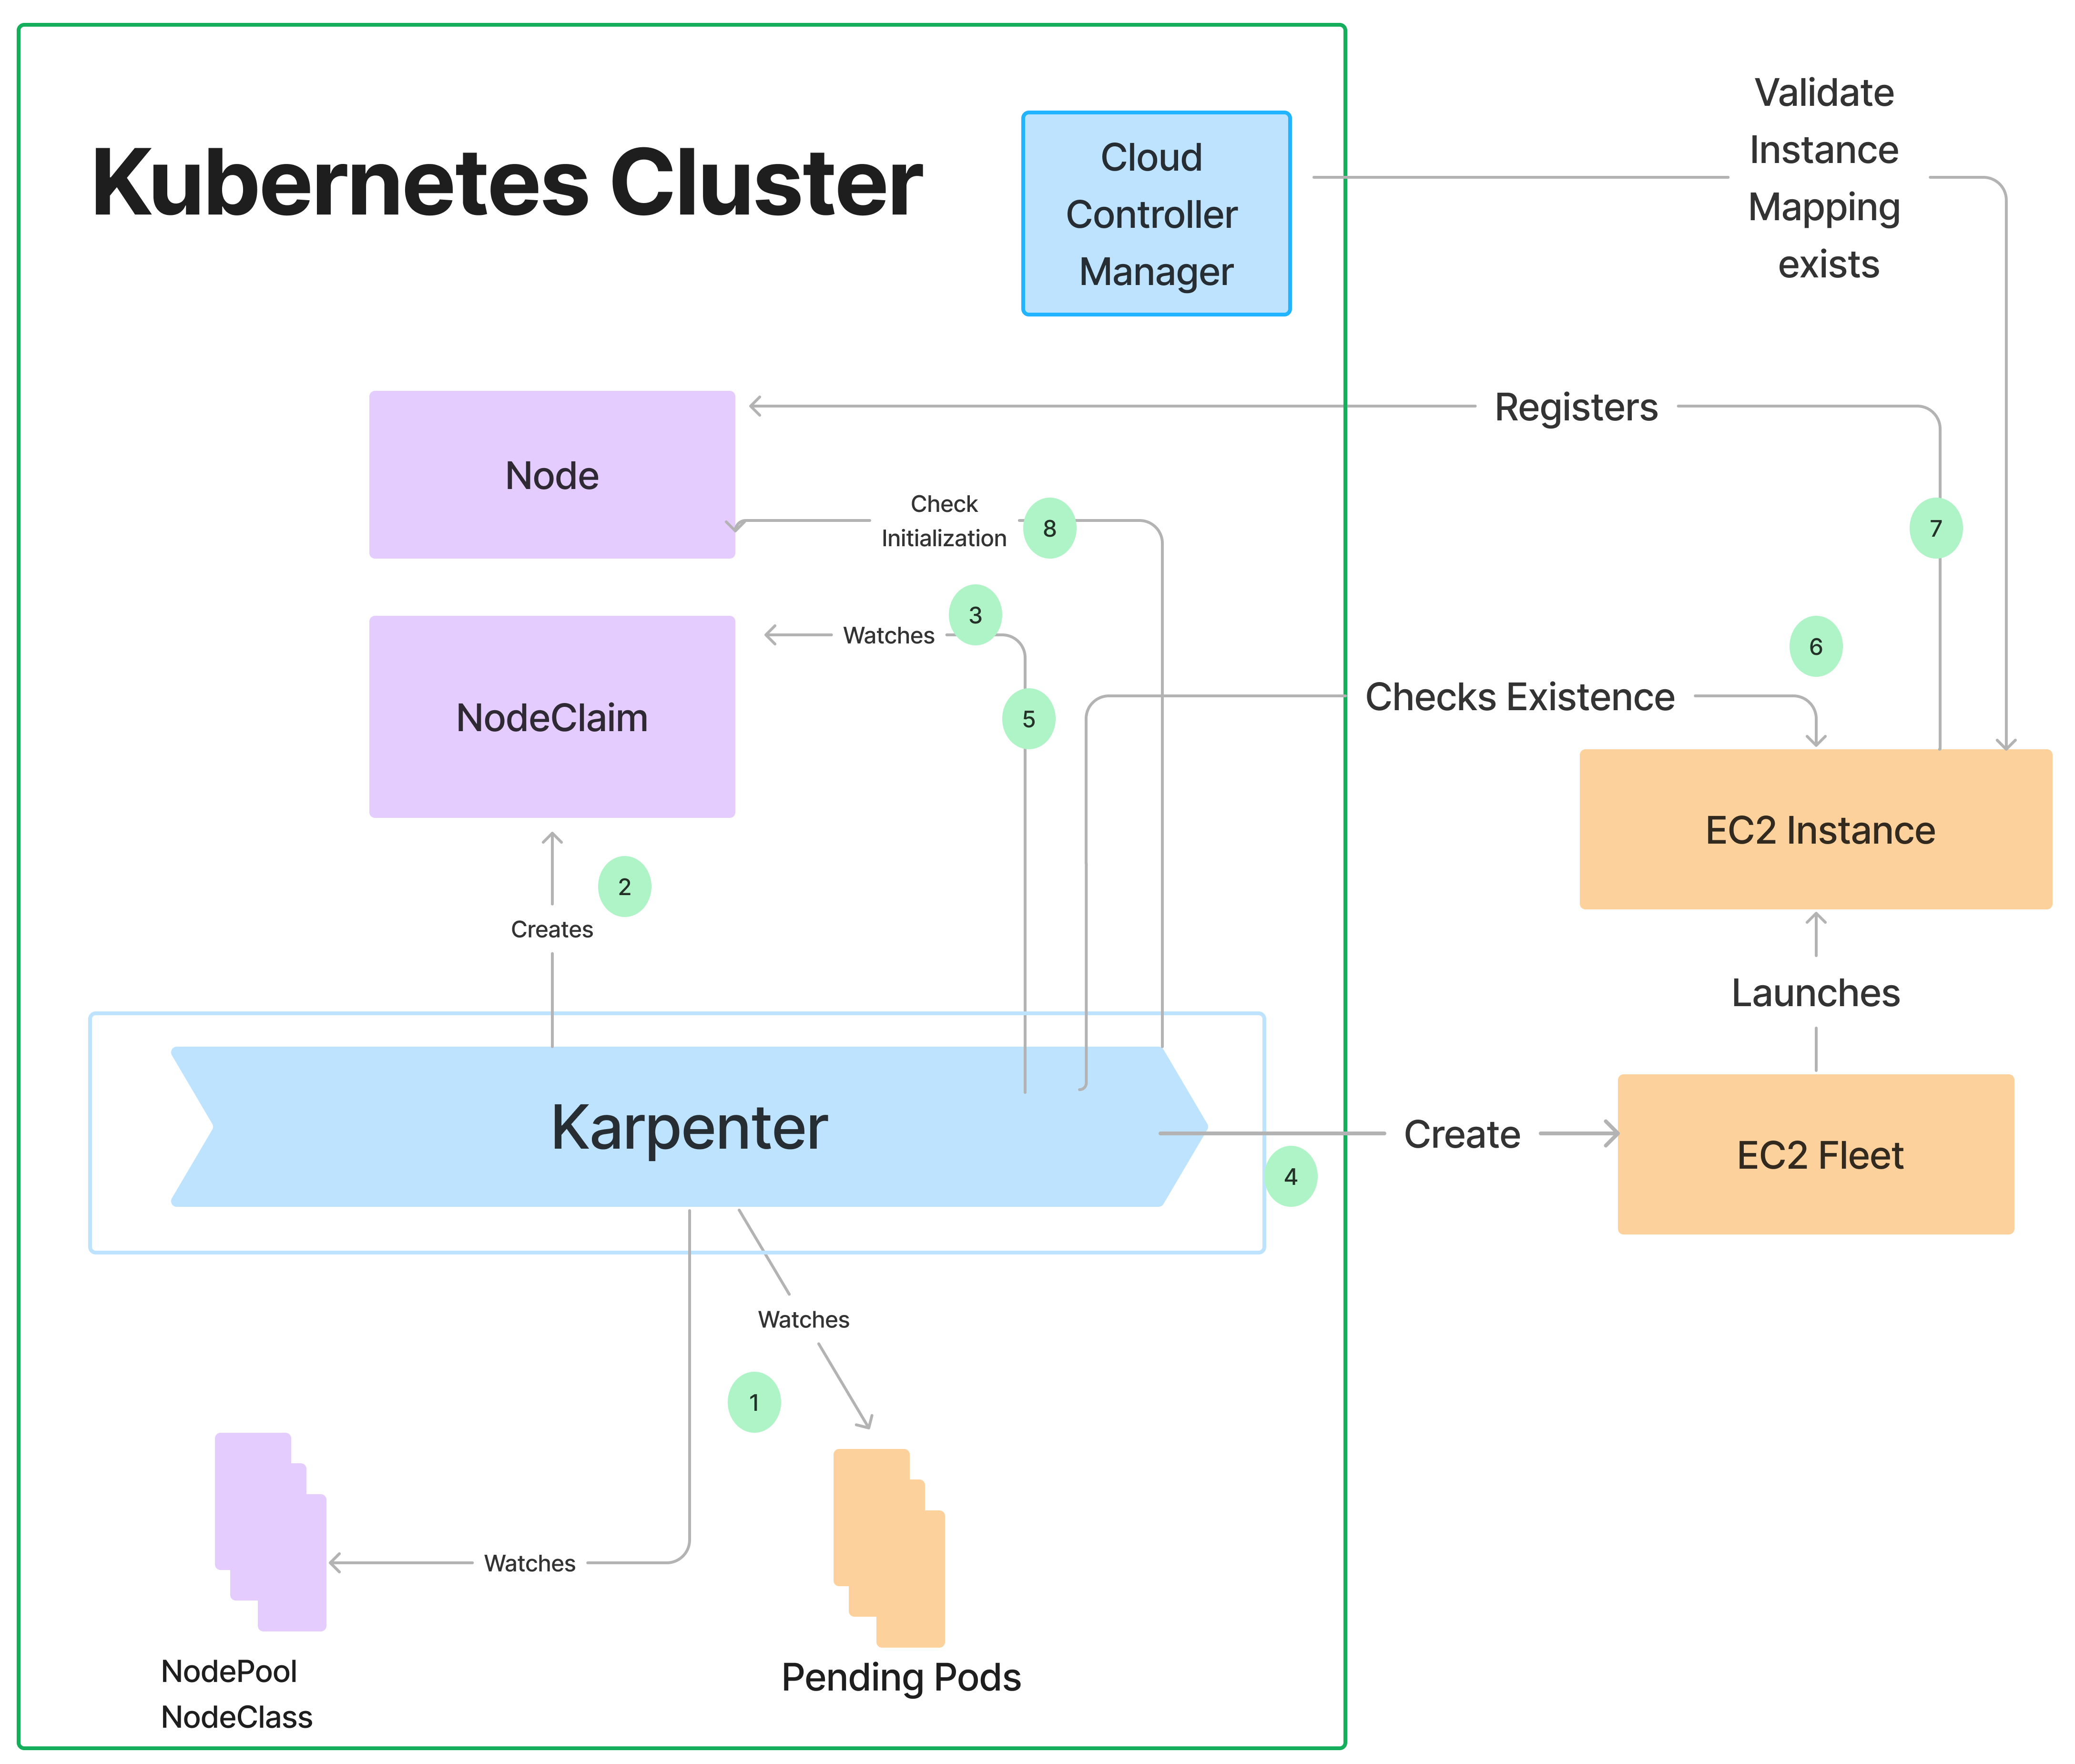 Kubernetes Cluster
Cloud
Controller
Manager
Validate
Instance
Mapping
exists
Registers
Node
Check
Initialization
8
7
3
Watches
6
NodeClaim
5
Checks Existence
EC2 Instance
2
Creates
Launches
Karpenter
Create
EC2 Fleet
4
Watches
1
Watches
NodePool
NodeClass
Pending Pods